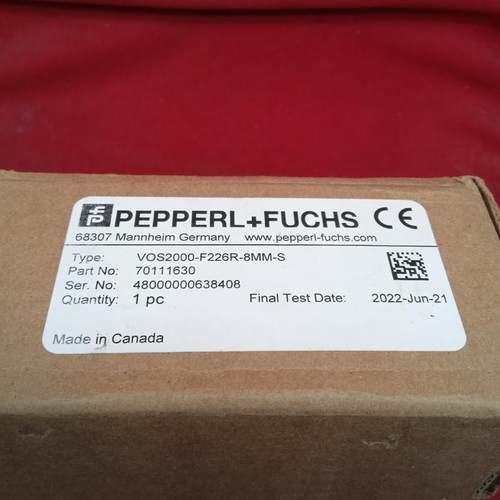 PEPPERL+FUCHS CE
68307 Mannheim Germany www.pepperl-fuchs.com
Type: VOS2000-F226R-8MM-S
Part No: 70111630
Ser. No: 48000000638408
Quantity: 1 pc Final Test Date: 2022-Jun-21
Made in Canada